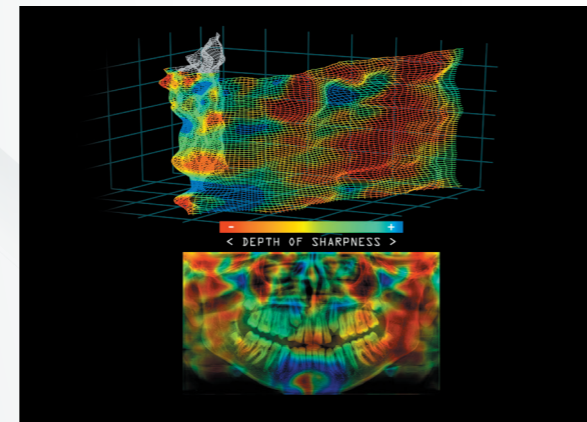 - +
< DEPTH OF SHARPNESS >